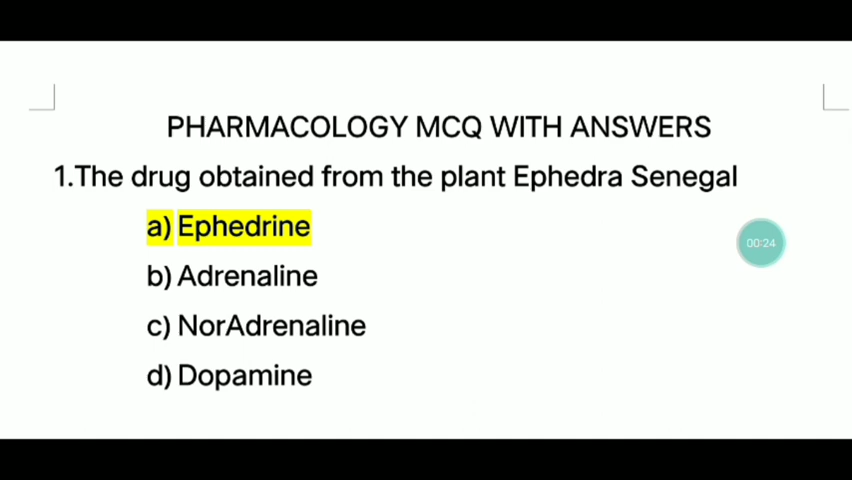 PHARMACOLOGY MCQ WITH ANSWERS
1.The drug obtained from the plant Ephedra Senegal
a) Ephedrine
00:24
b) Adrenaline
c) NorAdrenaline
d) Dopamine